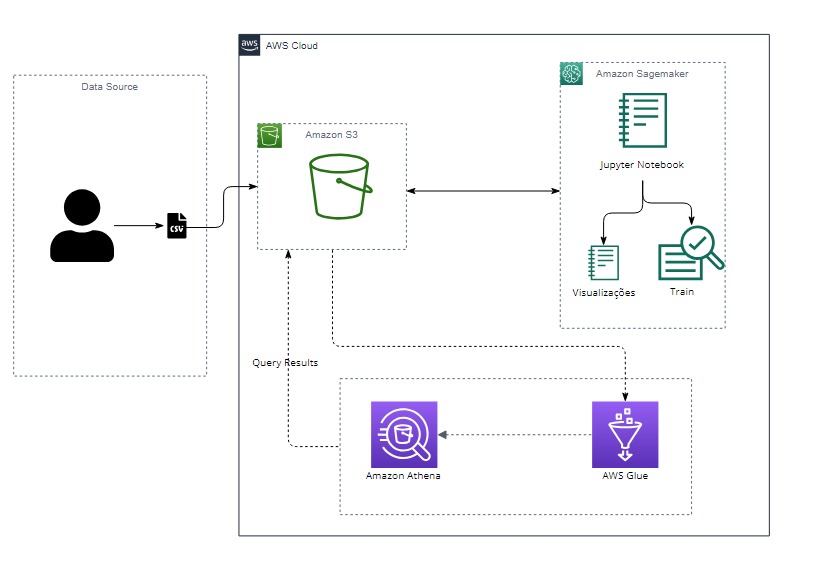 aws
AWS Cloud
Data Source
Amazon Sagemaker
Amazon S3
Jupyter Notebook
CSV
Visualizações
Train
Query Results
Amazon Athena
AWS Glue